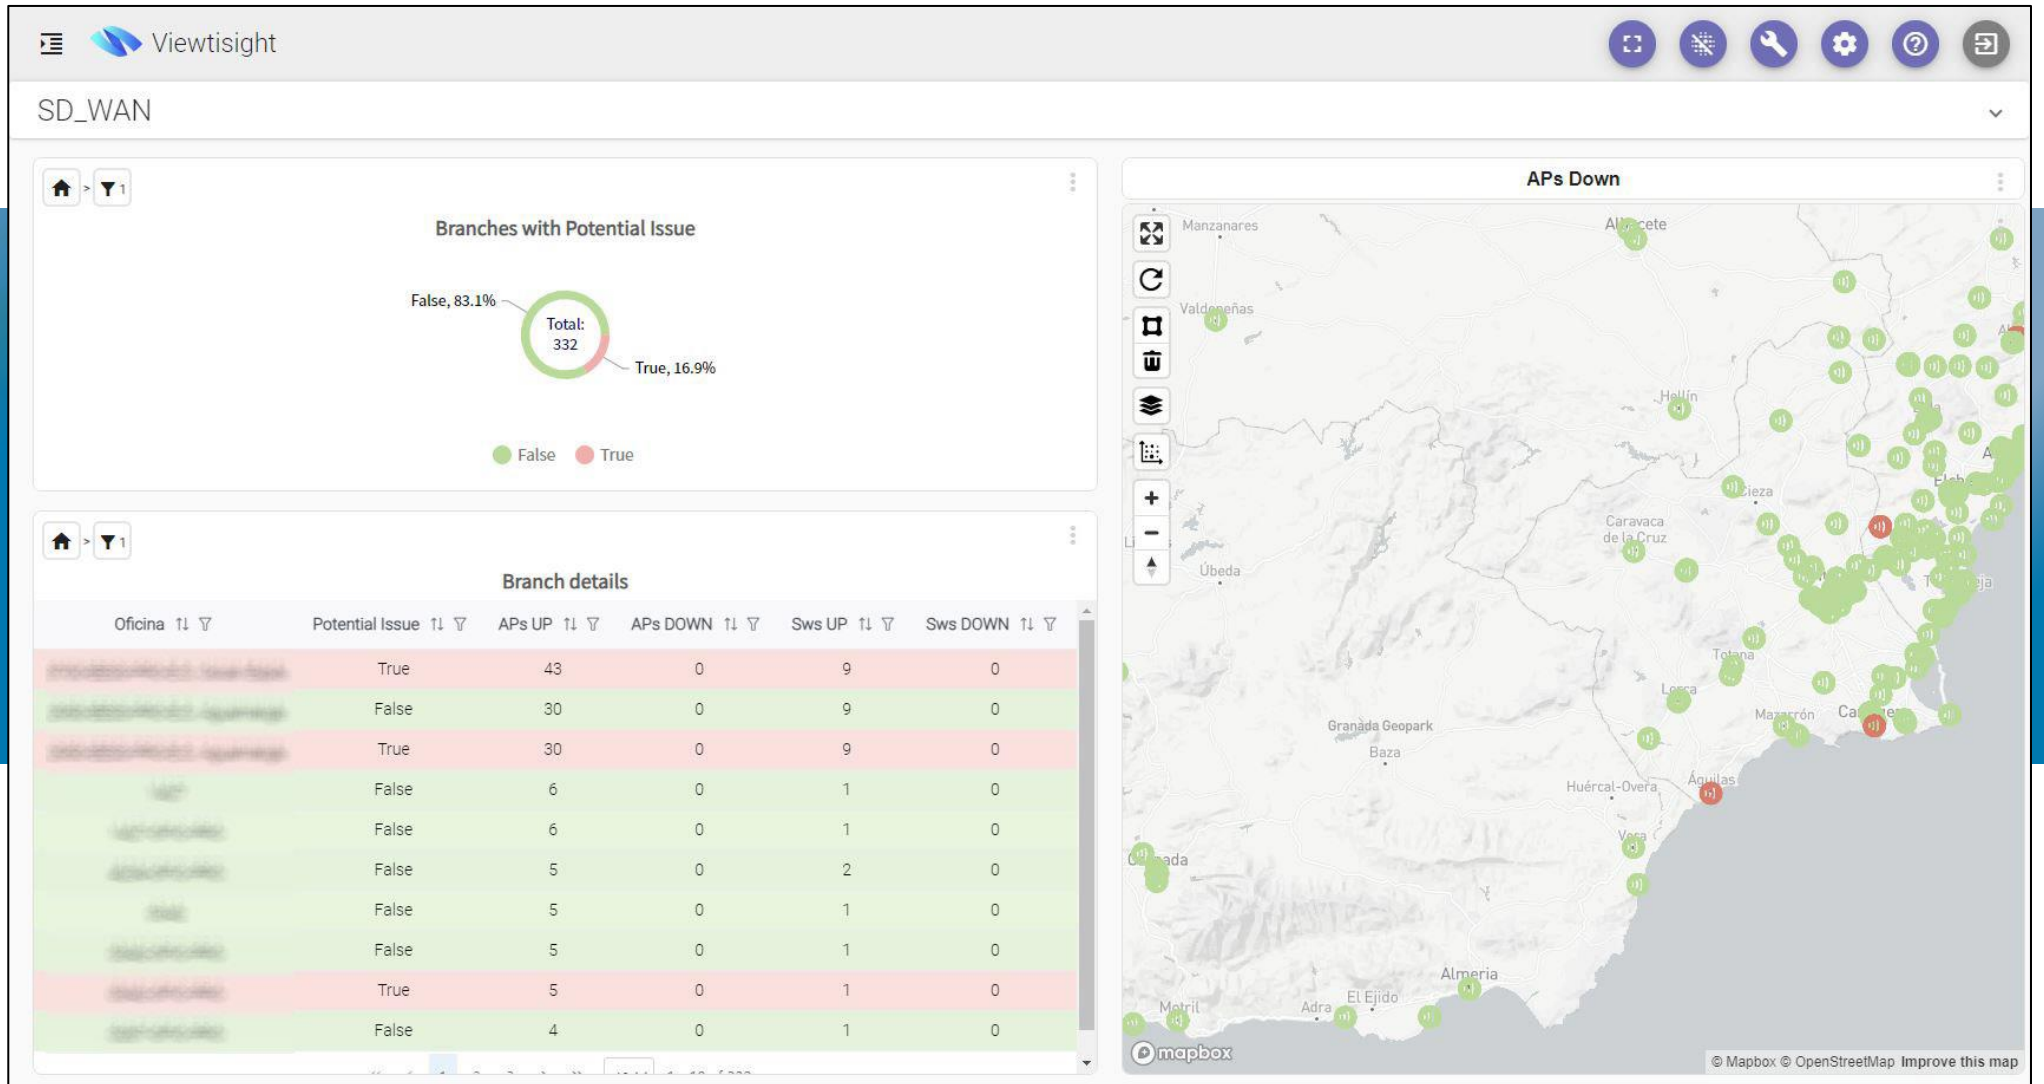 Viewtisight
SD_WAN
> 1
Branches with Potential Issue
False, 83.1%
Total:
332
True, 16.9%
False True
> 1
Branch details
Oficina Potential Issue APs UP APs DOWN Sws UP Sws DOWN
True 43 0 9 0
False 30 0 9 0
True 30 0 9 0
False 6 0 1 0
False 6 0 1 0
False 5 0 2 0
False 5 0 1 0
False 5 0 1 0
True 5 0 1 0
False 4 0 1 0
APs Down
Manzanares
Hellín
Cieza
Caravaca
de la Cruz
Úbeda
Totana
Lorca
Mazarrón
Granada Geopark
Baza
Huércal-Overa
Águilas
Vera
Almeria
El Ejido
Adra
Motril
mapbox
© Mapbox © OpenStreetMap Improve this map